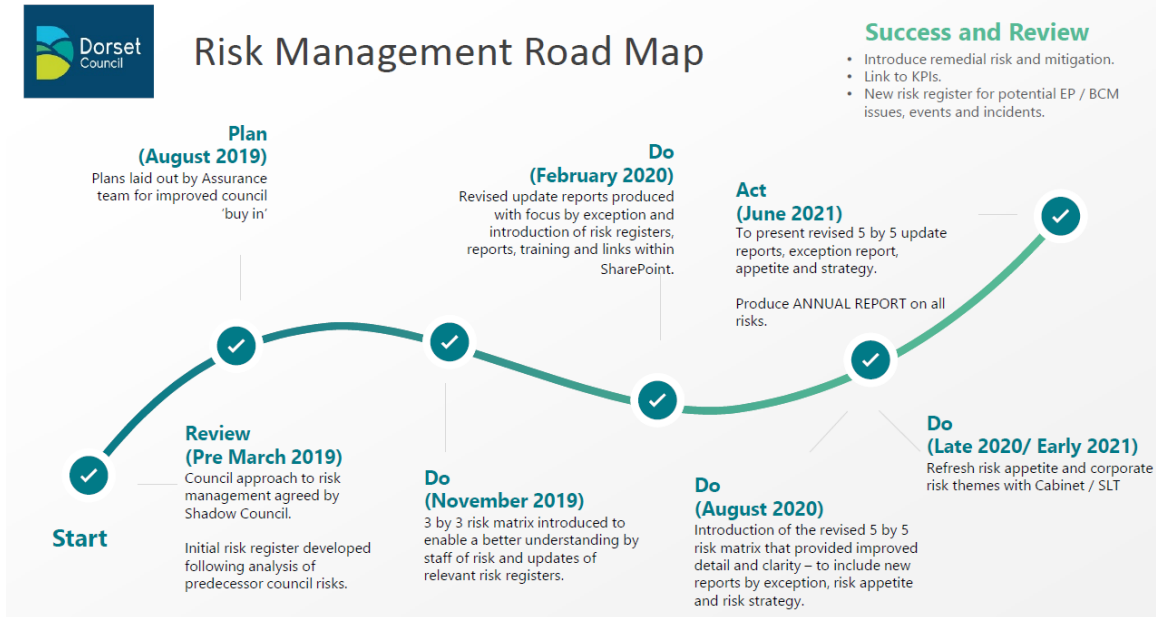 Dorset
Council
Risk Management Road Map
Success and Review
• Introduce remedial risk and mitigation.
• Link to KPIs.
• New risk register for potential EP / BCM
issues, events and incidents.
Plan
(August 2019)
Plans laid out by Assurance
team for improved council
'buy in'
Do
(February 2020)
Revised update reports produced
with focus by exception and
introduction of risk registers,
reports, training and links within
SharePoint.
Act
(June 2021)
To present revised 5 by 5 update
reports, exception report,
appetite and strategy.
Produce ANNUAL REPORT on all
risks.
Start
Review
(Pre March 2019)
Council approach to risk
management agreed by
Shadow Council.
Initial risk register developed
following analysis of
predecessor council risks.
Do
(November 2019)
3 by 3 risk matrix introduced to
enable a better understanding by
staff of risk and updates of
relevant risk registers.
Do
(August 2020)
Introduction of the revised 5 by 5
risk matrix that provided improved
detail and clarity – to include new
reports by exception, risk appetite
and risk strategy.
Do
(Late 2020/ Early 2021)
Refresh risk appetite and corporate
risk themes with Cabinet / SLT